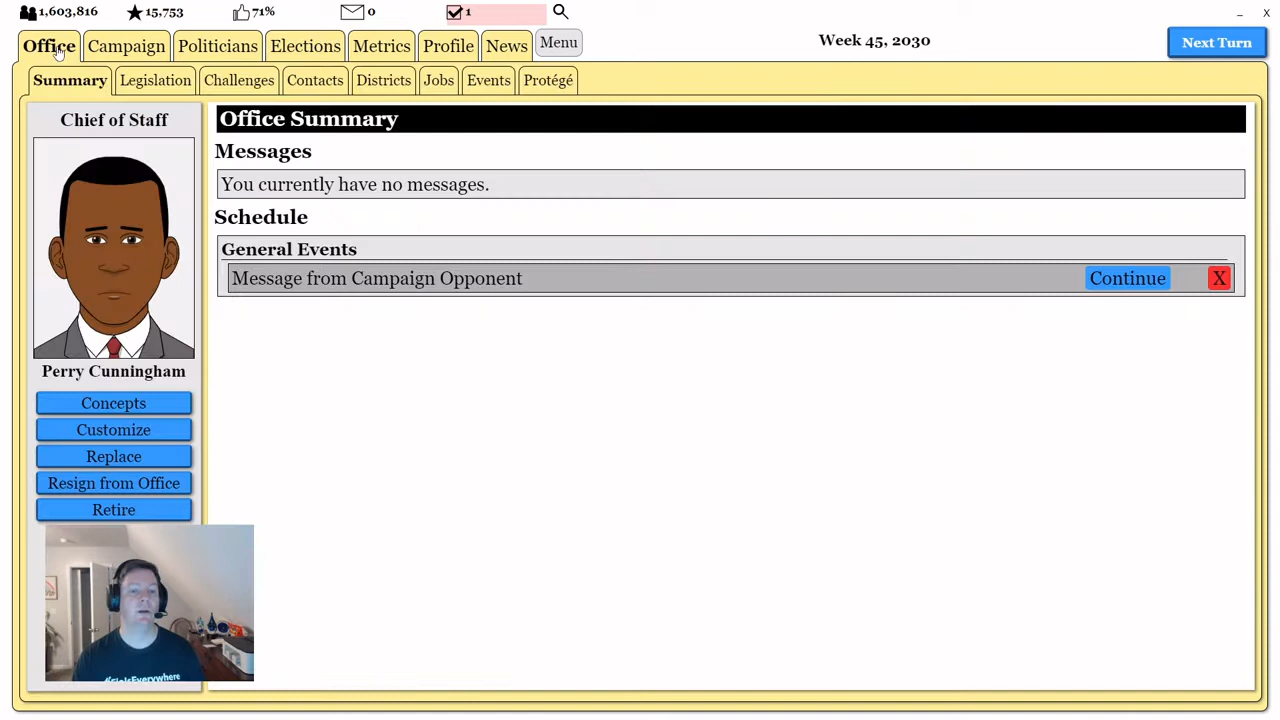 1,603,816 15,753 71% 0 1
Office Campaign Politicians Elections Metrics Profile News Menu
Week 45, 2030
Next Turn
Summary Legislation Challenges Contacts Districts Jobs Events Protégé
Chief of Staff
Perry Cunningham
Concepts
Customize
Replace
Resign from Office
Retire
Office Summary
Messages
You currently have no messages.
Schedule
General Events
Message from Campaign Opponent Continue X